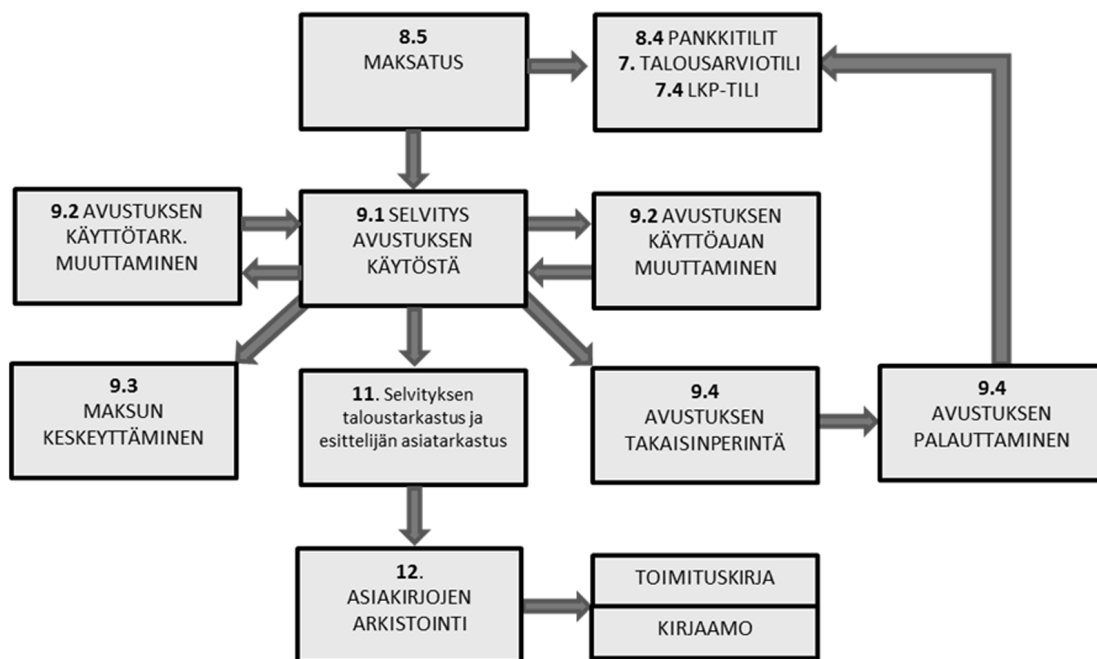 8.5
MAKSATUS
8.4 PANKKITILIT
7. TALOUSARVIOTILI
7.4 LKP-TILI
9.2 AVUSTUKSEN
KÄYTTÖTARK.
MUUTTAMINEN
9.1 SELVITYS
AVUSTUKSEN
KÄYTÖSTÄ
9.2 AVUSTUKSEN
KÄYTTÖAJAN
MUUTTAMINEN
9.3
MAKSUN
KESKEYTTÄMINEN
11. Selvityksen
taloustarkastus ja
esittelijän asiatarkastus
9.4
AVUSTUKSEN
TAKAISINPERINTÄ
9.4
AVUSTUKSEN
PALAUTTAMINEN
12.
ASIAKIRJOJEN
ARKISTOINTI
TOIMITUSKIRJA
KIRJAAMO